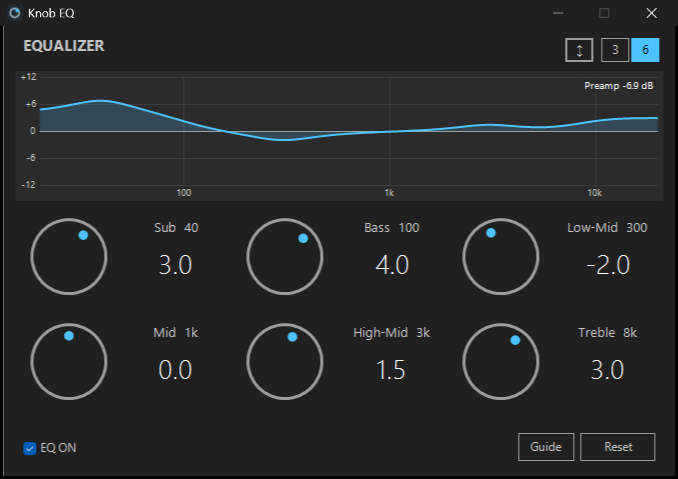 Knob EQ
EQUALIZER
↕ 3 6
+12
Preamp -6.9 dB
+6
0
-6
-12
100 1k 10k
Sub 40
3.0
Bass 100
4.0
Low-Mid 300
-2.0
Mid 1k
0.0
High-Mid 3k
1.5
Treble 8k
3.0
EQ ON
Guide Reset